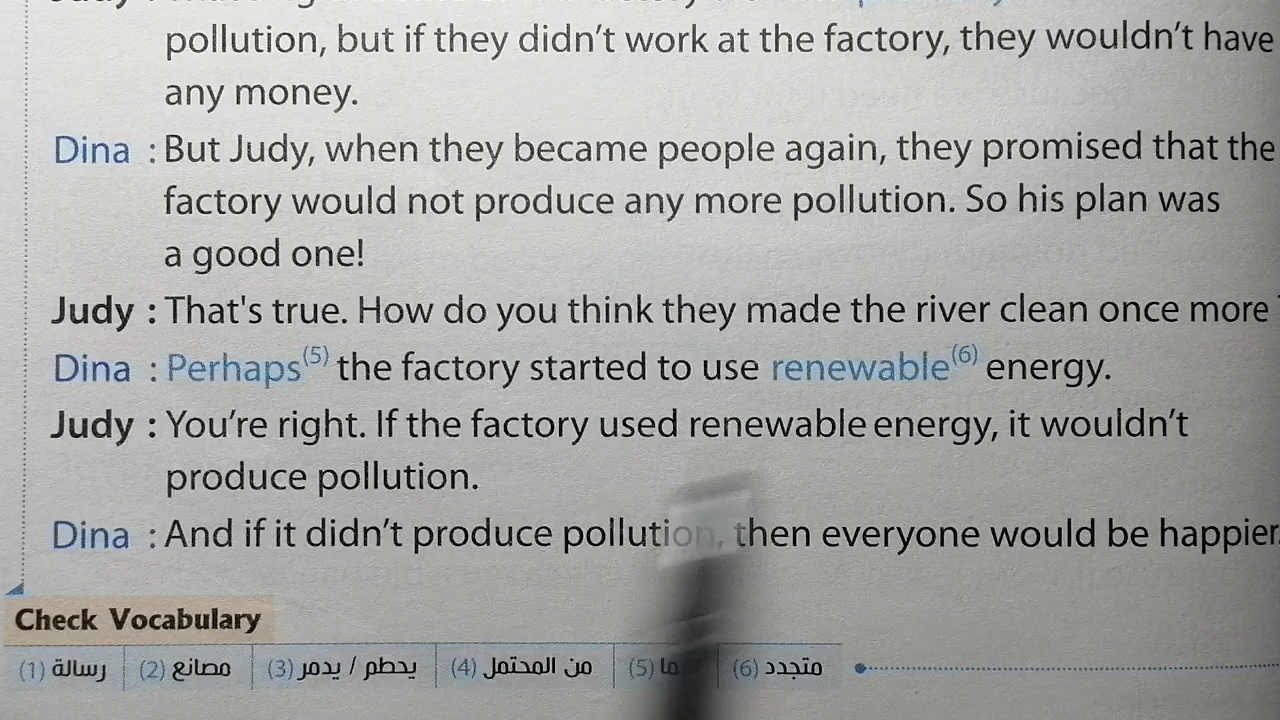 pollution, but if they didn't work at the factory, they wouldn't have
any money.
Dina : But Judy, when they became people again, they promised that the
factory would not produce any more pollution. So his plan was
a good one!
Judy : That's true. How do you think they made the river clean once more
Dina : Perhaps(5) the factory started to use renewable(6) energy.
Judy : You're right. If the factory used renewable energy, it wouldn't
produce pollution.
Dina : And if it didn't produce pollution, then everyone would be happier.
Check Vocabulary
(1) رسالة (2) مصانع (3) يحطم / يدمر (4) من المحتمل (5) (6) متجدد